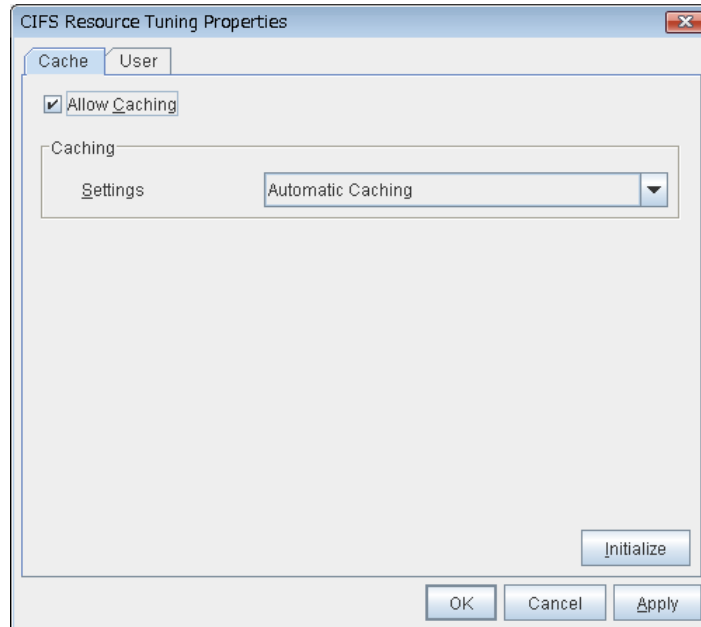 CIFS Resource Tuning Properties
Cache User
Allow Caching
Caching
Settings Automatic Caching
Initialize
OK Cancel Apply